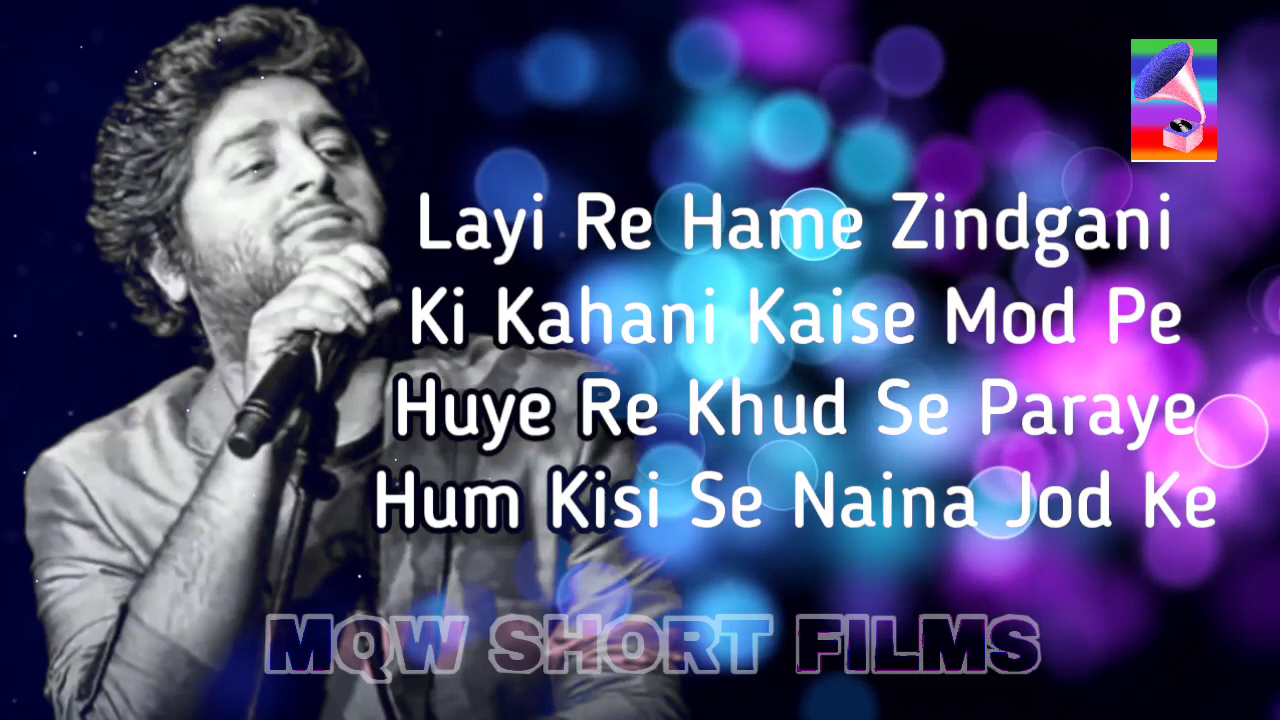 Layi Re Hame Zindgani
Ki Kahani Kaise Mod Pe
Huye Re Khud Se Paraye
Hum Kisi Se Naina Jod Ke
MQW SHORT FILMS